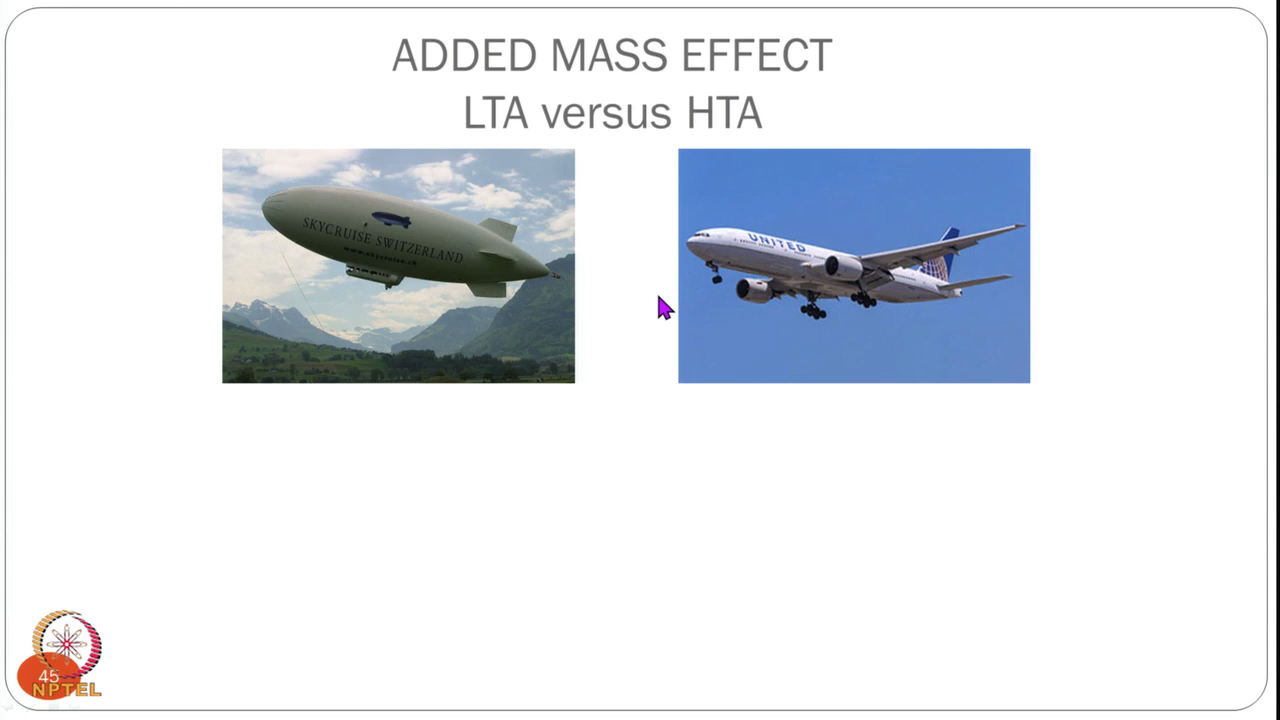 ADDED MASS EFFECT
LTA versus HTA
SKYCRUISE SWITZERLAND
www.skycruise.ch
UNITED
45
NPTEL